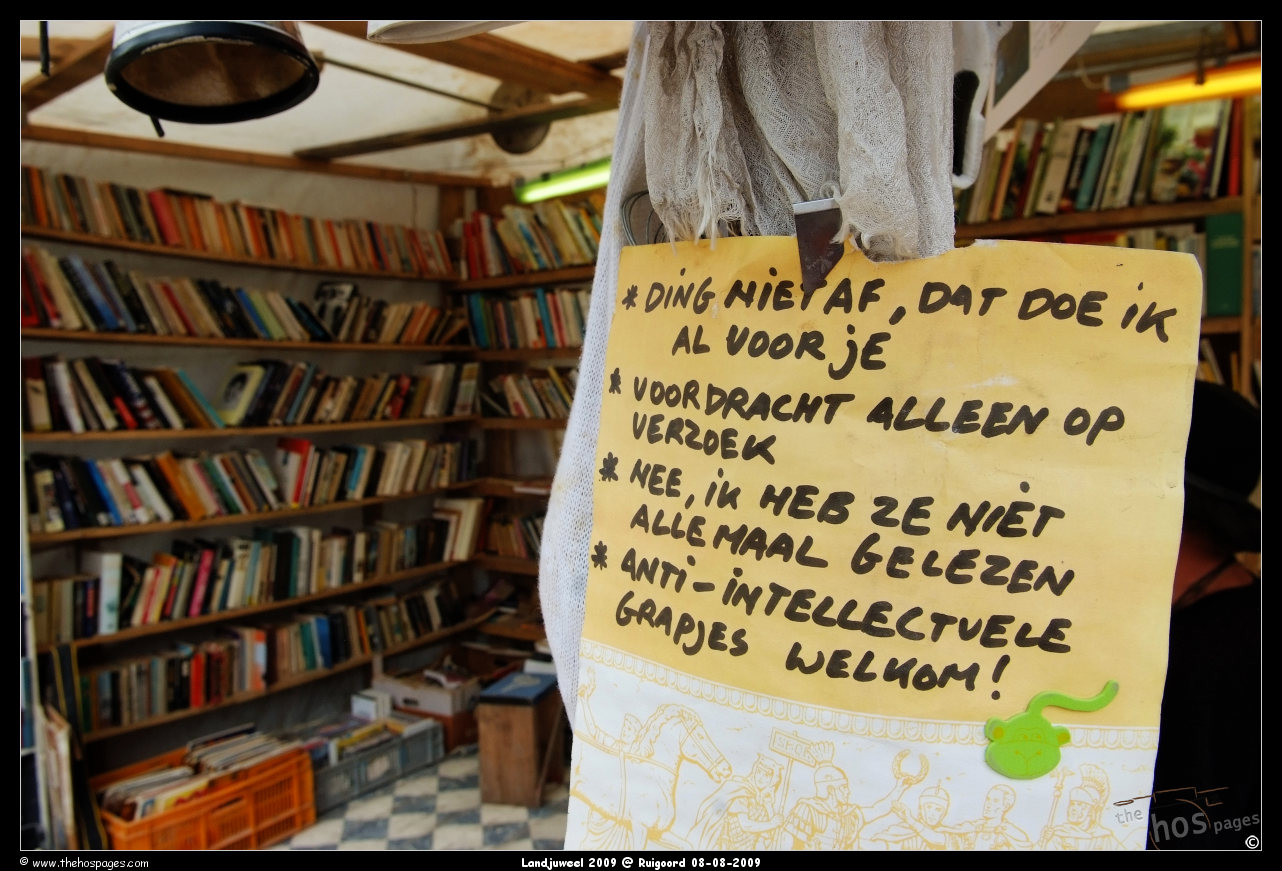 * DING NIET AF, DAT DOE iK
AL VOOR jE
* VOORDRACHT ALLEEN OP
VERZOEK
* NEE, iK HEB ZE NIET
ALLEMAAL GELEZEN
* ANTi-iNTELLECTUELE
GRAPJES WELKOM!
SPQR
the hos pages
©
© www.thehospages.com
Landjuweel 2009 @ Ruigoord 08-08-2009